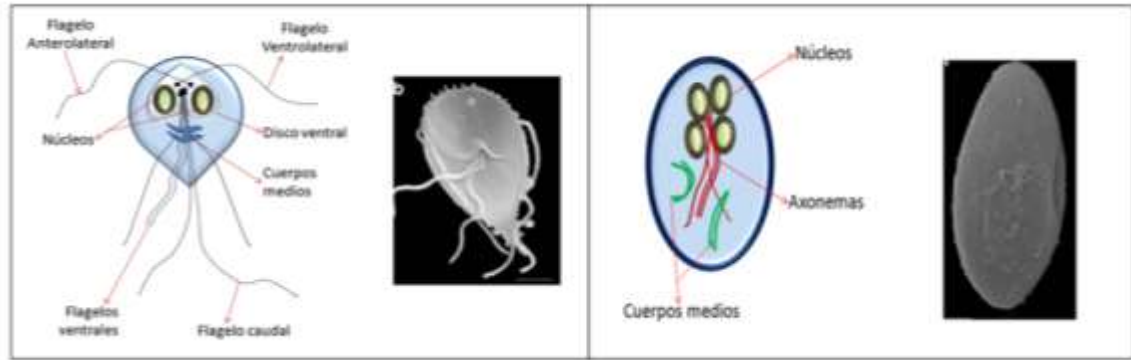 Flagelo
Anterolateral
Flagelo
Ventrolateral
Núcleos
Disco ventral
Cuerpos
medios
Flagelos
ventrales
Flagelo caudal
b
Núcleos
Axonemas
Cuerpos medios